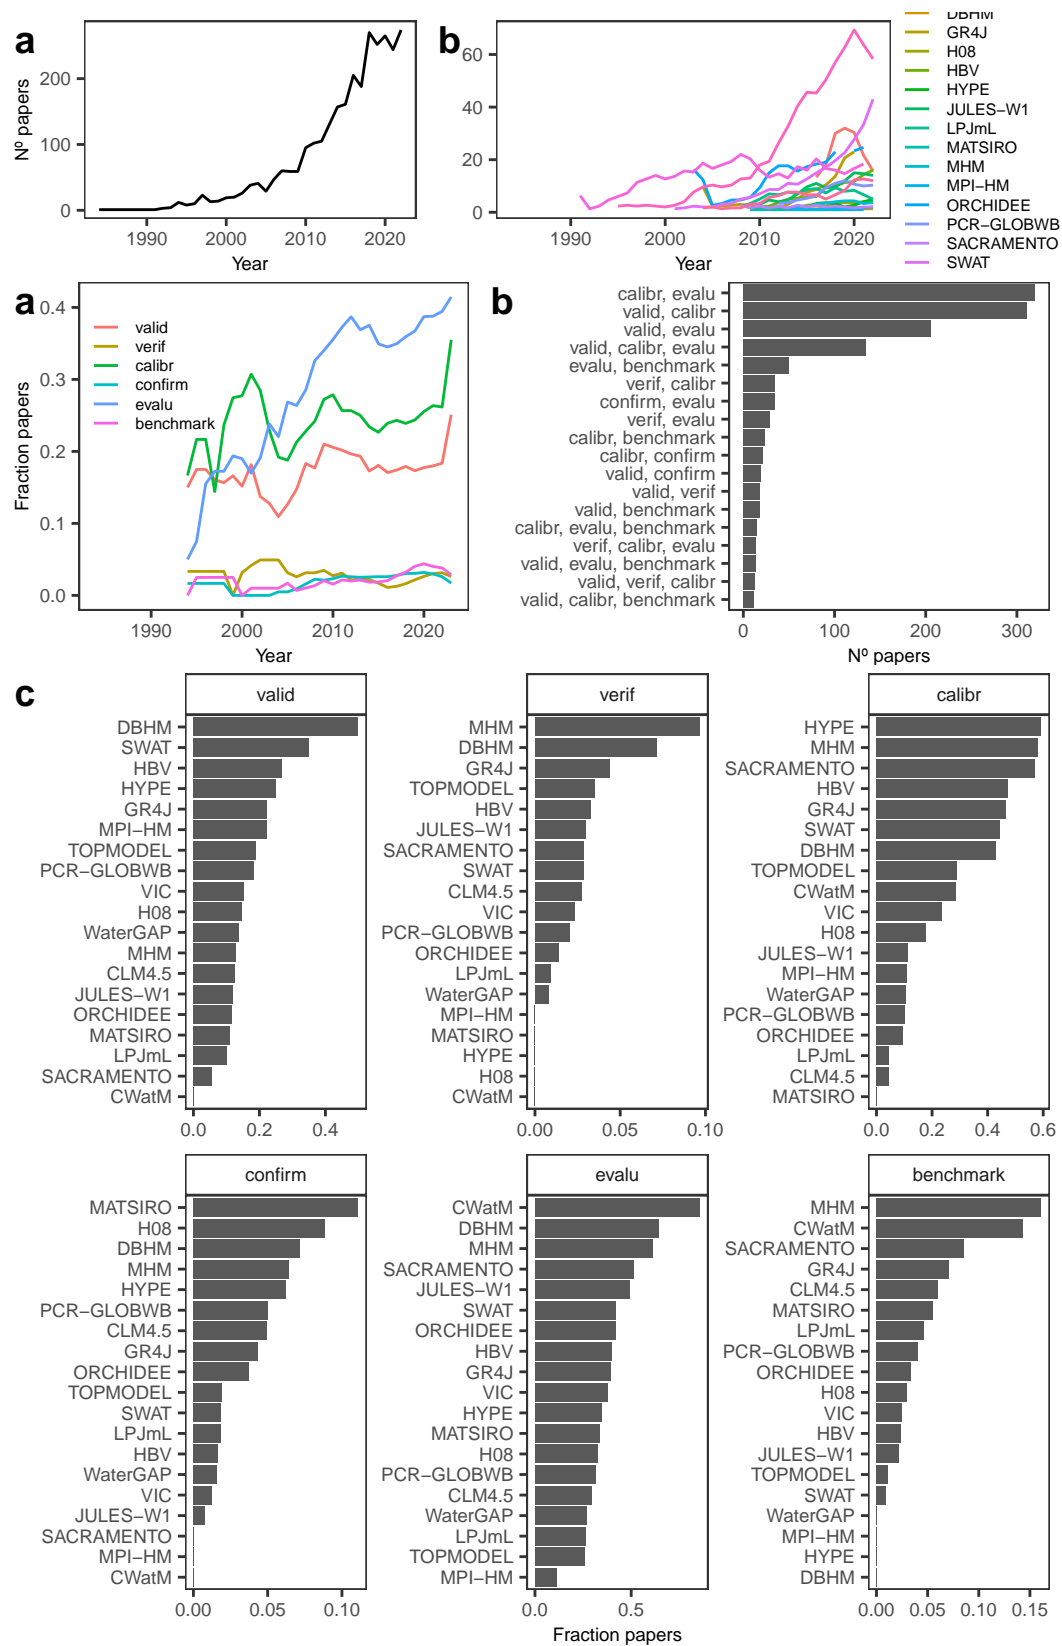 a
Nº papers
200
100
0
1990
2000
2010
2020
Year
b
60
40
20
0
1990
2000
2010
2020
Year
DBHM
GR4J
H08
HBV
HYPE
JULES−W1
LPJmL
MATSIRO
MHM
MPI−HM
ORCHIDEE
PCR−GLOBWB
SACRAMENTO
SWAT
a
Fraction papers
0.4
0.3
0.2
0.1
0.0
valid
verif
calibr
confirm
evalu
benchmark
1990
2000
2010
2020
Year
b
calibr, evalu
valid, calibr
valid, evalu
valid, calibr, evalu
evalu, benchmark
verif, calibr
confirm, evalu
verif, evalu
calibr, benchmark
calibr, confirm
valid, confirm
valid, verif
valid, benchmark
calibr, evalu, benchmark
verif, calibr, evalu
valid, evalu, benchmark
valid, verif, calibr
valid, calibr, benchmark
0
100
200
300
Nº papers
c
valid
DBHM
SWAT
HBV
HYPE
GR4J
MPI−HM
TOPMODEL
PCR−GLOBWB
VIC
H08
WaterGAP
MHM
CLM4.5
JULES−W1
ORCHIDEE
MATSIRO
LPJmL
SACRAMENTO
CWatM
0.0
0.2
0.4
verif
MHM
DBHM
GR4J
TOPMODEL
HBV
JULES−W1
SACRAMENTO
SWAT
CLM4.5
VIC
PCR−GLOBWB
ORCHIDEE
LPJmL
WaterGAP
MPI−HM
MATSIRO
HYPE
H08
CWatM
0.00
0.05
0.10
calibr
HYPE
MHM
SACRAMENTO
HBV
GR4J
SWAT
DBHM
TOPMODEL
CWatM
VIC
H08
JULES−W1
MPI−HM
WaterGAP
PCR−GLOBWB
ORCHIDEE
LPJmL
CLM4.5
MATSIRO
0.0
0.2
0.4
0.6
confirm
MATSIRO
H08
DBHM
MHM
HYPE
PCR−GLOBWB
CLM4.5
GR4J
ORCHIDEE
TOPMODEL
SWAT
LPJmL
HBV
WaterGAP
VIC
JULES−W1
SACRAMENTO
MPI−HM
CWatM
0.00
0.05
0.10
evalu
CWatM
DBHM
MHM
SACRAMENTO
JULES−W1
SWAT
ORCHIDEE
HBV
GR4J
VIC
HYPE
MATSIRO
H08
PCR−GLOBWB
CLM4.5
WaterGAP
LPJmL
TOPMODEL
MPI−HM
0.0
0.5
benchmark
MHM
CWatM
SACRAMENTO
GR4J
CLM4.5
MATSIRO
LPJmL
PCR−GLOBWB
ORCHIDEE
H08
VIC
HBV
JULES−W1
TOPMODEL
SWAT
WaterGAP
MPI−HM
HYPE
DBHM
0.00
0.05
0.10
0.15
Fraction papers